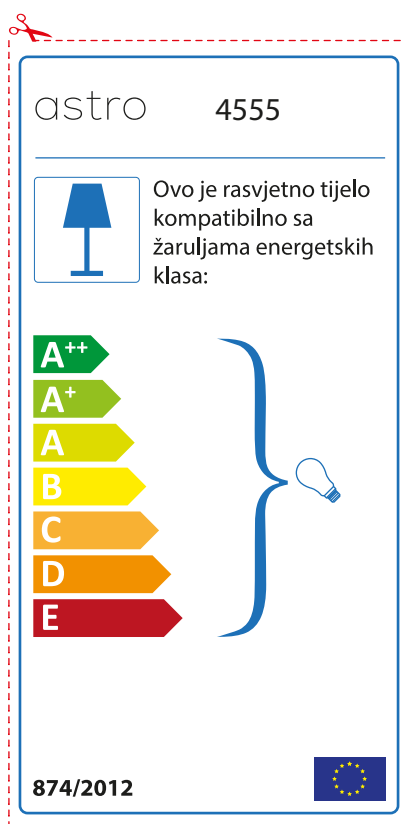 astro 4555
Ovo je rasvjetno tijelo
kompatibilno sa
žaruljama energetskih
klasa:
A++
A+
A
B
C
D
E
874/2012